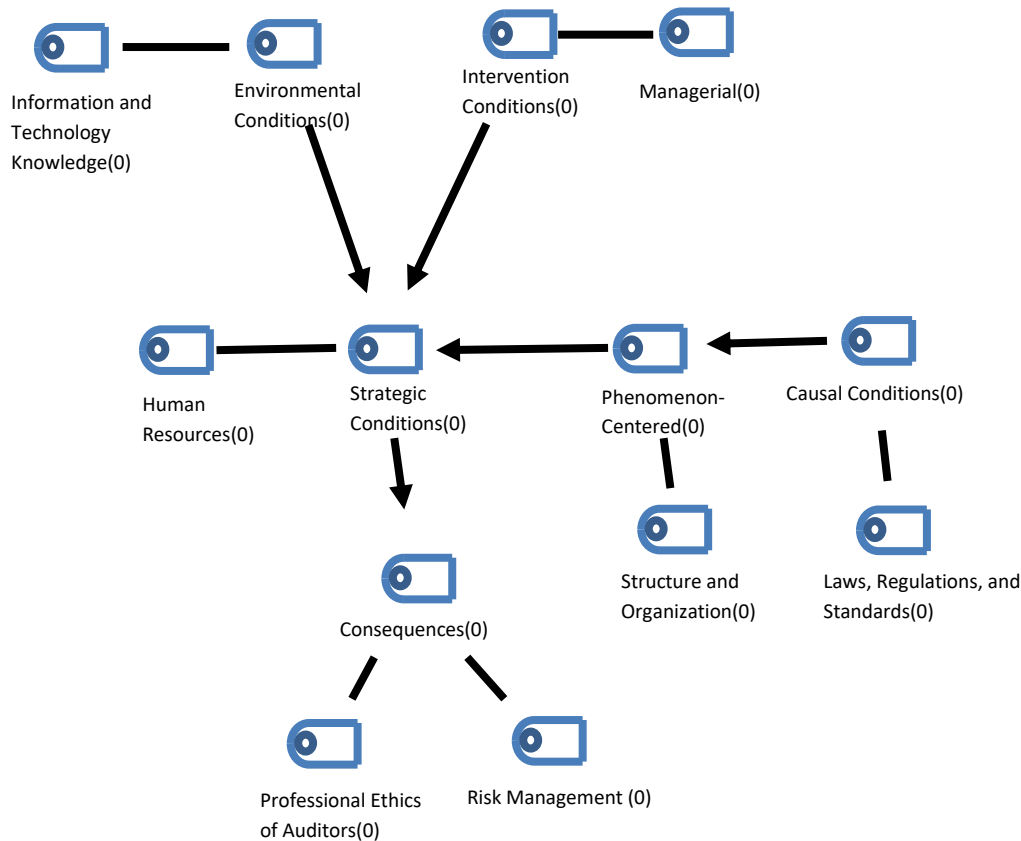 Information and
Technology
Knowledge(0)
Environmental
Conditions(0)
Intervention
Conditions(0)
Managerial(0)
Human
Resources(0)
Strategic
Conditions(0)
Phenomenon-
Centered(0)
Causal Conditions(0)
Structure and
Organization(0)
Laws, Regulations, and
Standards(0)
Consequences(0)
Professional Ethics
of Auditors(0)
Risk Management (0)